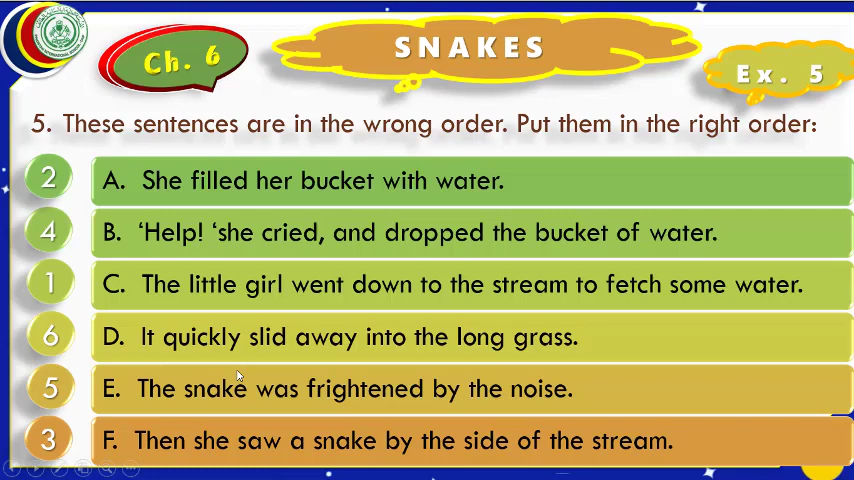 Ch. 6
SNAKES
Ex. 5
5. These sentences are in the wrong order. Put them in the right order:
2 A. She filled her bucket with water.
4 B. ‘Help! ‘she cried, and dropped the bucket of water.
1 C. The little girl went down to the stream to fetch some water.
6 D. It quickly slid away into the long grass.
5 E. The snake was frightened by the noise.
3 F. Then she saw a snake by the side of the stream.